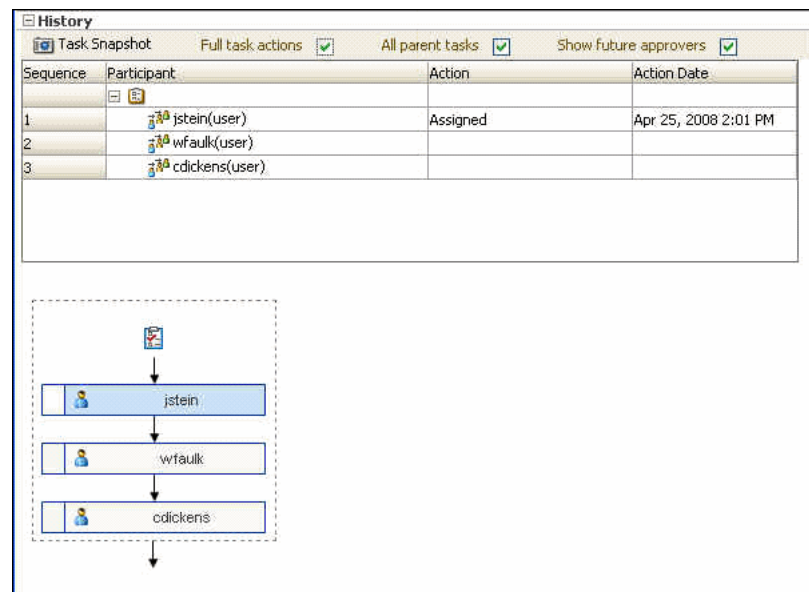 History
Task Snapshot Full task actions All parent tasks Show future approvers
Sequence Participant Action Action Date
1 jstein(user) Assigned Apr 25, 2008 2:01 PM
2 wfaulk(user)
3 cdickens(user)
jstein
wfaulk
cdickens